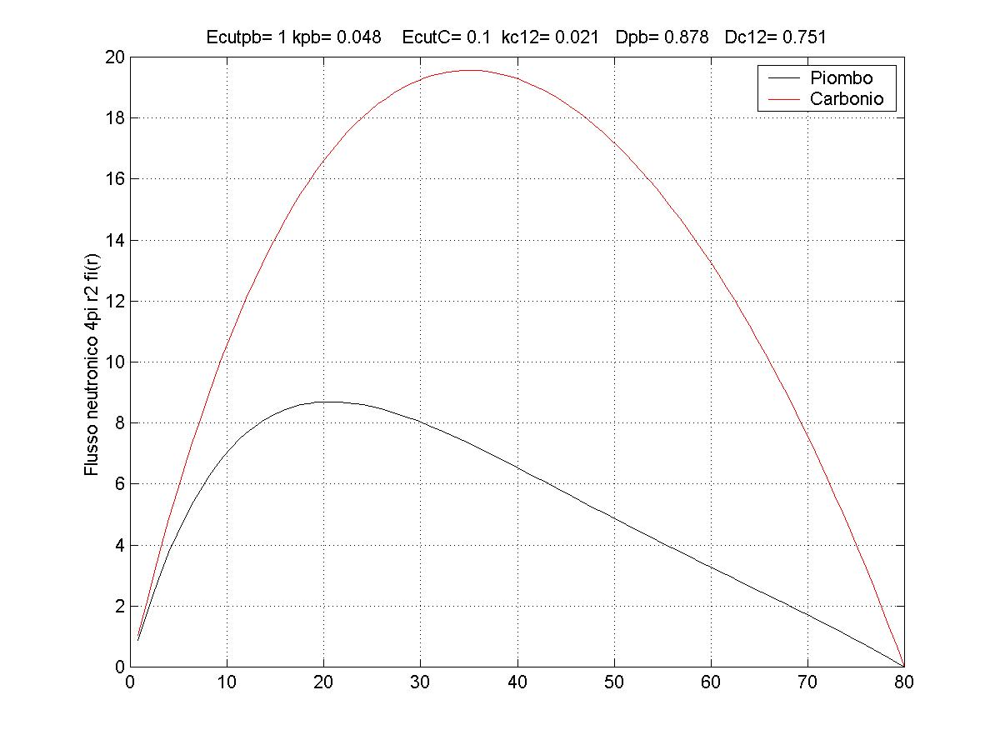 Ecutpb= 1 kpb= 0.048 EcutC= 0.1 kc12= 0.021 Dpb= 0.878 Dc12= 0.751
Piombo
Carbonio
Flusso neutronico 4pi r2 fi(r)
20
18
16
14
12
10
8
6
4
2
0
0 10 20 30 40 50 60 70 80